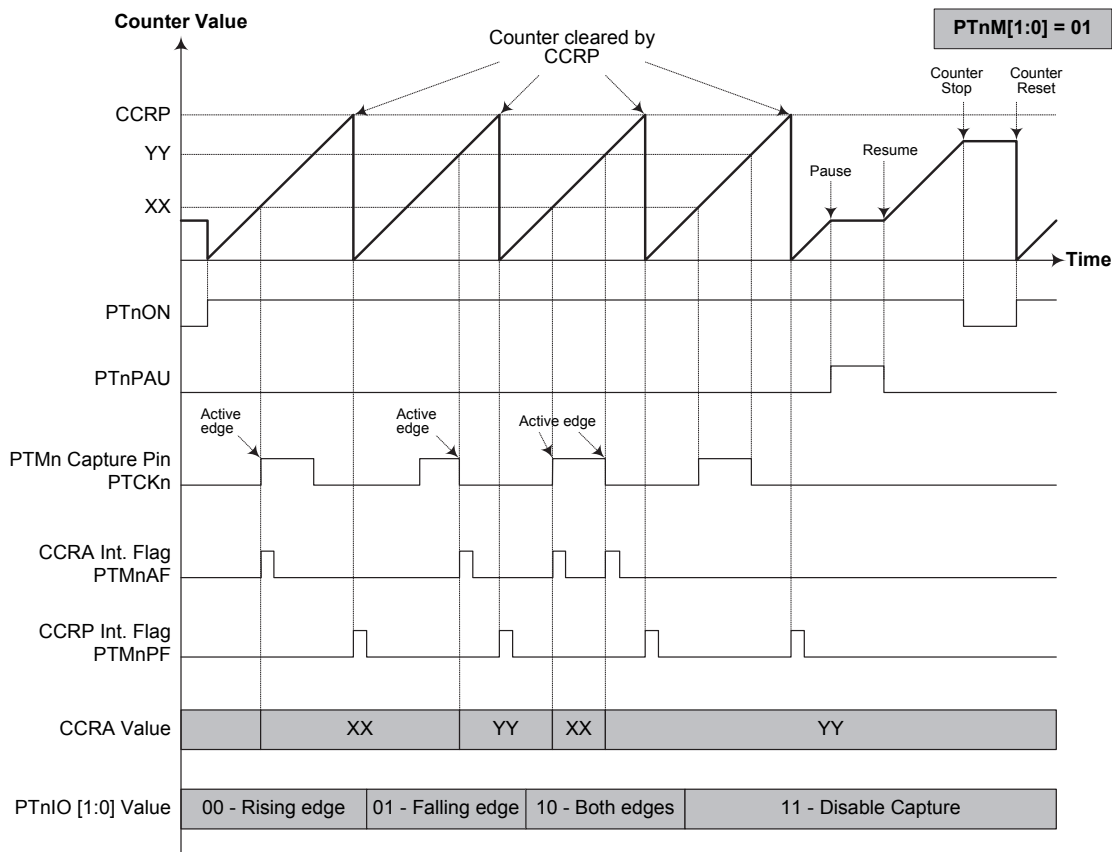 Counter Value
PTnM[1:0] = 01
Counter cleared by
CCRP
Counter
Stop
Counter
Reset
CCRP
YY
XX
Pause
Resume
Time
PTnON
PTnPAU
Active
edge
Active
edge
Active edge
PTMn Capture Pin
PTCKn
CCRA Int. Flag
PTMnAF
CCRP Int. Flag
PTMnPF
CCRA Value
XX
YY
XX
YY
PTnIO [1:0] Value
00 - Rising edge
01 - Falling edge
10 - Both edges
11 - Disable Capture